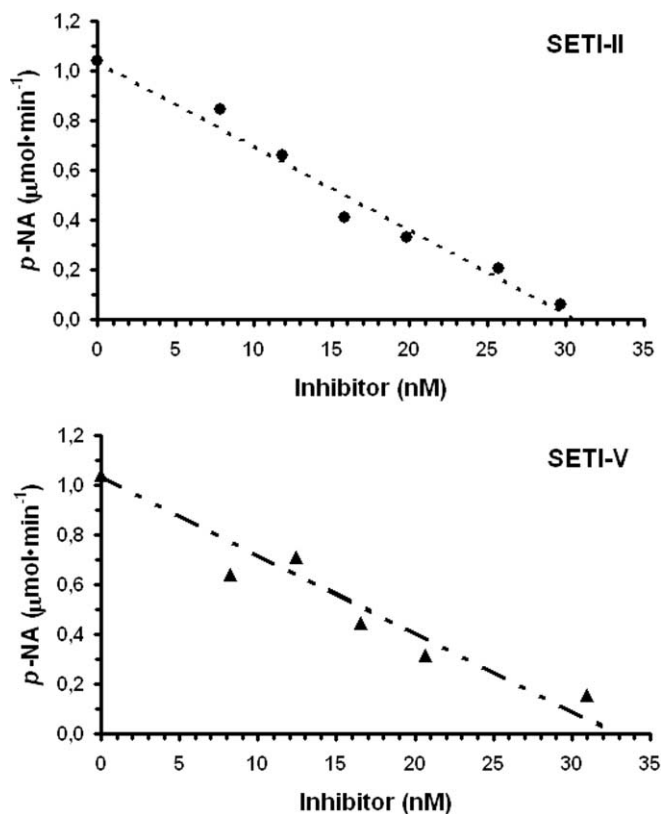 SETI-II
p-NA (µmol•min-1)
1,2
1,0
0,8
0,6
0,4
0,2
0,0
0 5 10 15 20 25 30 35
Inhibitor (nM)
SETI-V
p-NA (µmol•min-1)
1,2
1,0
0,8
0,6
0,4
0,2
0,0
0 5 10 15 20 25 30 35
Inhibitor (nM)